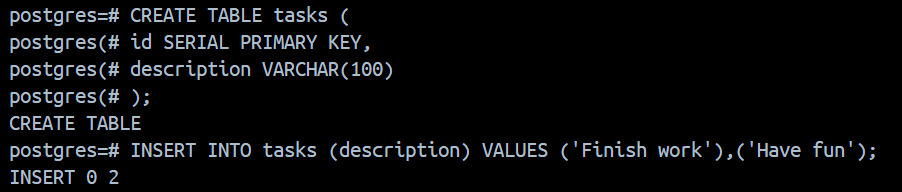 postgres=# CREATE TABLE tasks (
postgres(# id SERIAL PRIMARY KEY,
postgres(# description VARCHAR(100)
postgres(# );
CREATE TABLE
postgres=# INSERT INTO tasks (description) VALUES ('Finish work'),('Have fun');
INSERT 0 2